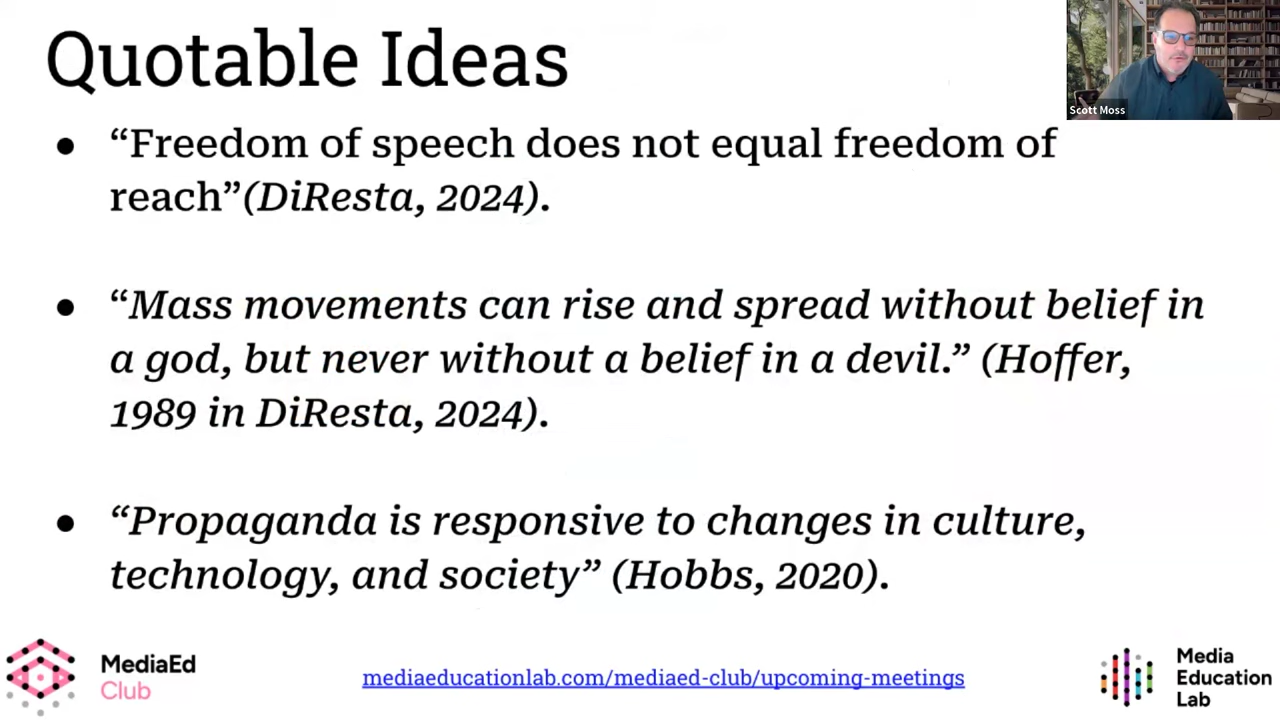 Quotable Ideas
Scott Moss
● “Freedom of speech does not equal freedom of
reach”(DiResta, 2024).
● “Mass movements can rise and spread without belief in
a god, but never without a belief in a devil.” (Hoffer,
1989 in DiResta, 2024).
● “Propaganda is responsive to changes in culture,
technology, and society” (Hobbs, 2020).
MediaEd
Club
mediaeducationlab.com/mediaed-club/upcoming-meetings
Media
Education
Lab